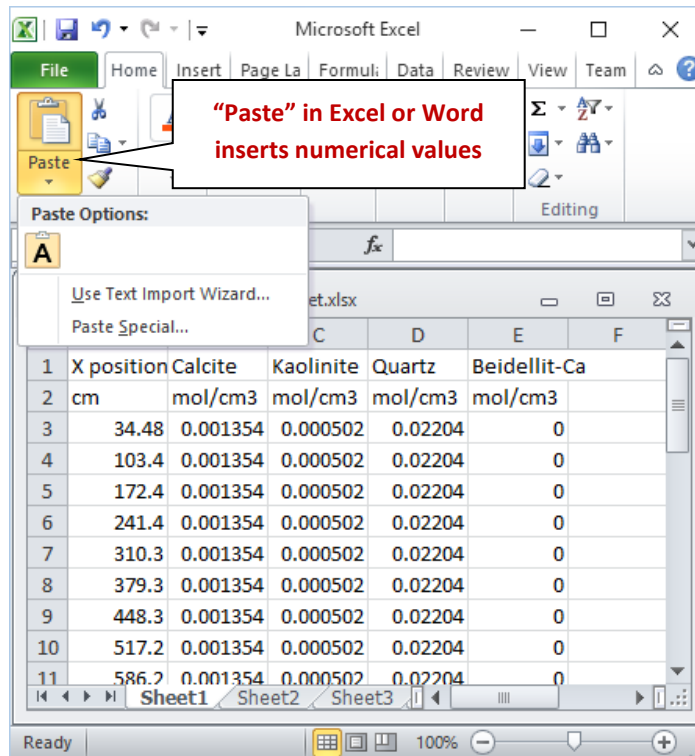 Microsoft Excel
File Home Insert Page La Formula Data Review View Team
"Paste" in Excel or Word
inserts numerical values
Paste
Σ
Editing
Paste Options:
A
fx
Use Text Import Wizard...
Paste Special...
et.xlsx
C D E F
1 X position Calcite Kaolinite Quartz Beidellit-Ca
2 cm mol/cm3 mol/cm3 mol/cm3 mol/cm3
3 34.48 0.001354 0.000502 0.02204 0
4 103.4 0.001354 0.000502 0.02204 0
5 172.4 0.001354 0.000502 0.02204 0
6 241.4 0.001354 0.000502 0.02204 0
7 310.3 0.001354 0.000502 0.02204 0
8 379.3 0.001354 0.000502 0.02204 0
9 448.3 0.001354 0.000502 0.02204 0
10 517.2 0.001354 0.000502 0.02204 0
11 586.2 0.001354 0.000502 0.02204 0
Sheet1 Sheet2 Sheet3
Ready 100%